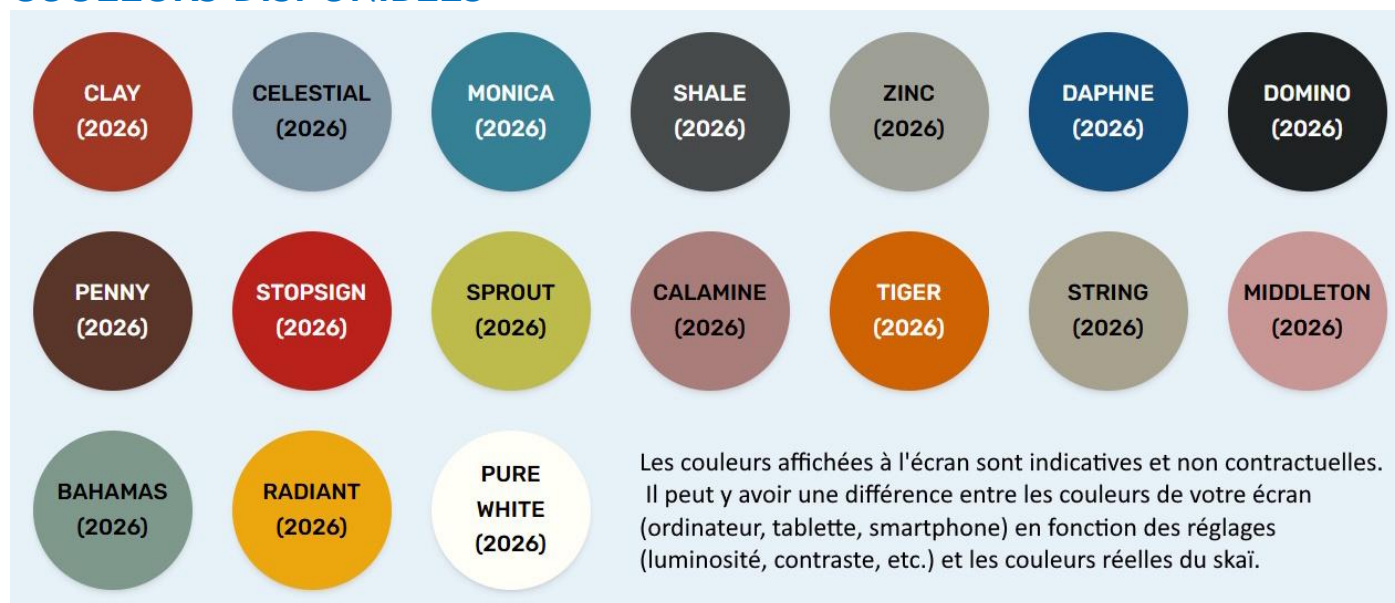 COULEURS DISPONIBLES
CLAY
(2026)
CELESTIAL
(2026)
MONICA
(2026)
SHALE
(2026)
ZINC
(2026)
DAPHNE
(2026)
DOMINO
(2026)
PENNY
(2026)
STOPSIGN
(2026)
SPROUT
(2026)
CALAMINE
(2026)
TIGER
(2026)
STRING
(2026)
MIDDLETON
(2026)
BAHAMAS
(2026)
RADIANT
(2026)
PURE
WHITE
(2026)
Les couleurs affichées à l'écran sont indicatives et non contractuelles.
Il peut y avoir une différence entre les couleurs de votre écran
(ordinateur, tablette, smartphone) en fonction des réglages
(luminosité, contraste, etc.) et les couleurs réelles du skaï.